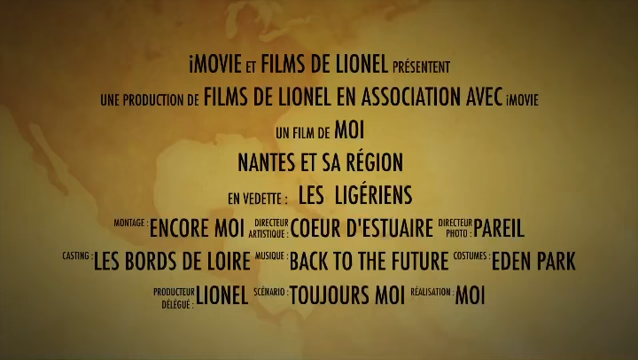 iMOVIE ET FILMS DE LIONEL PRÉSENTENT
UNE PRODUCTION DE FILMS DE LIONEL EN ASSOCIATION AVEC iMOVIE
UN FILM DE MOI
NANTES ET SA RÉGION
EN VEDETTE : LES LIGÉRIENS
MONTAGE : ENCORE MOI DIRECTEUR ARTISTIQUE : COEUR D'ESTUAIRE DIRECTEUR PHOTO : PAREIL
CASTING : LES BORDS DE LOIRE MUSIQUE : BACK TO THE FUTURE COSTUMES : EDEN PARK
PRODUCTEUR DÉLÉGUÉ : LIONEL SCÉNARIO : TOUJOURS MOI RÉALISATION : MOI